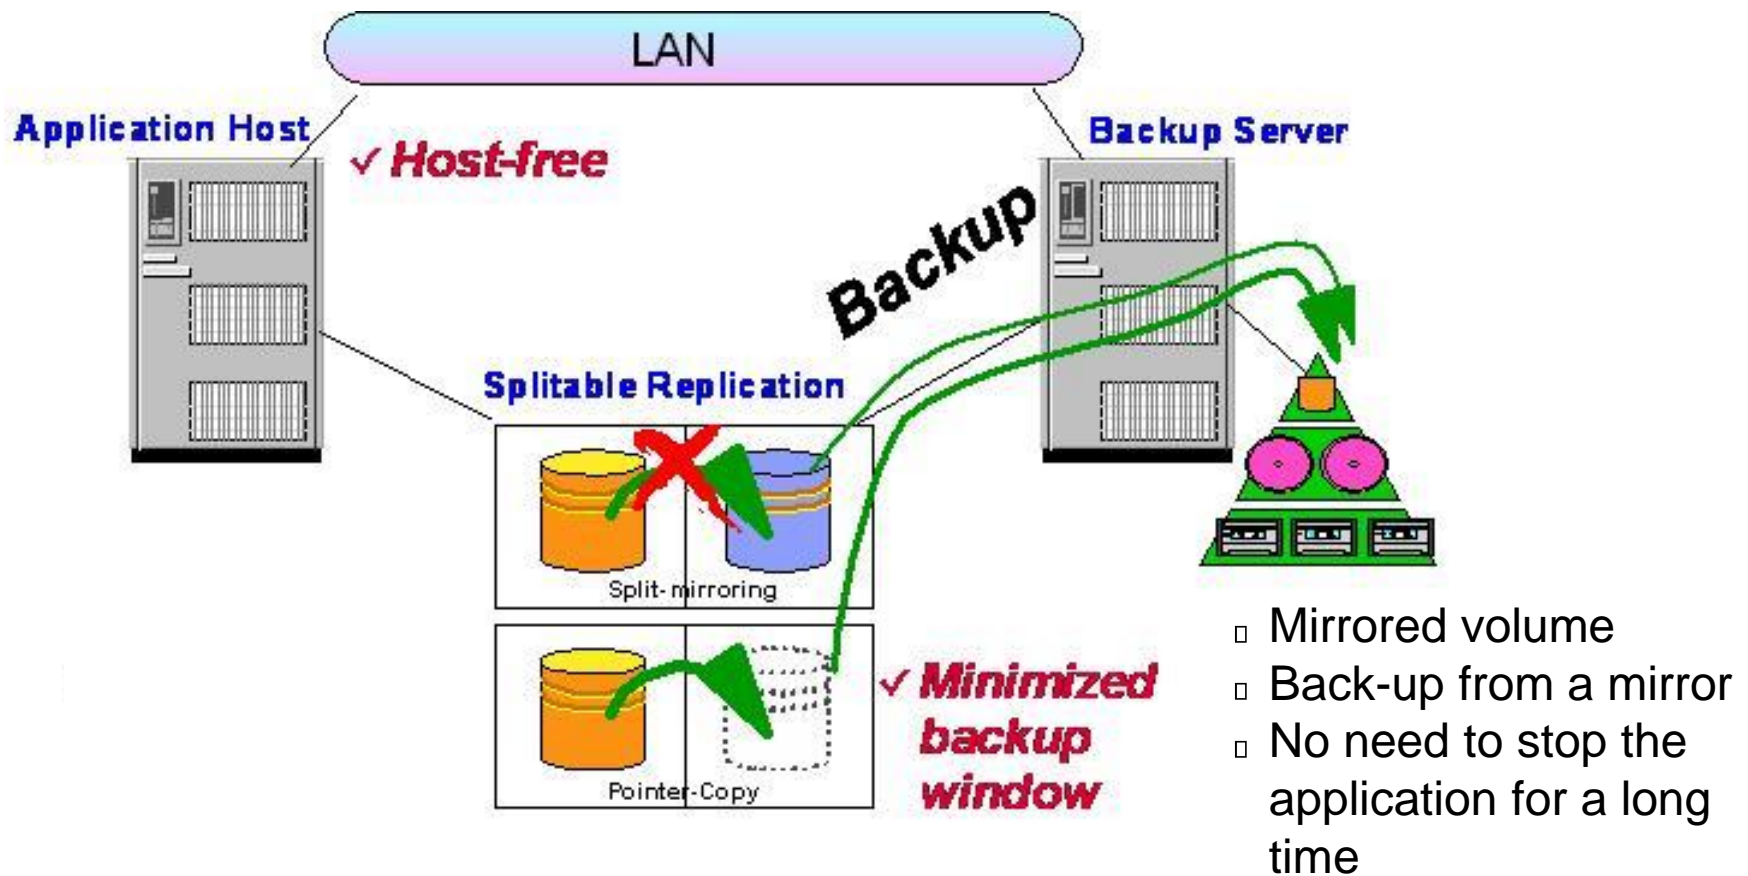 LAN
Application Host
Backup Server
✓ Host-free
Backup
Splitable Replication
Split-mirroring
Pointer-Copy
✓ Minimized
backup
window
▯ Mirrored volume
▯ Back-up from a mirror
▯ No need to stop the
application for a long
time